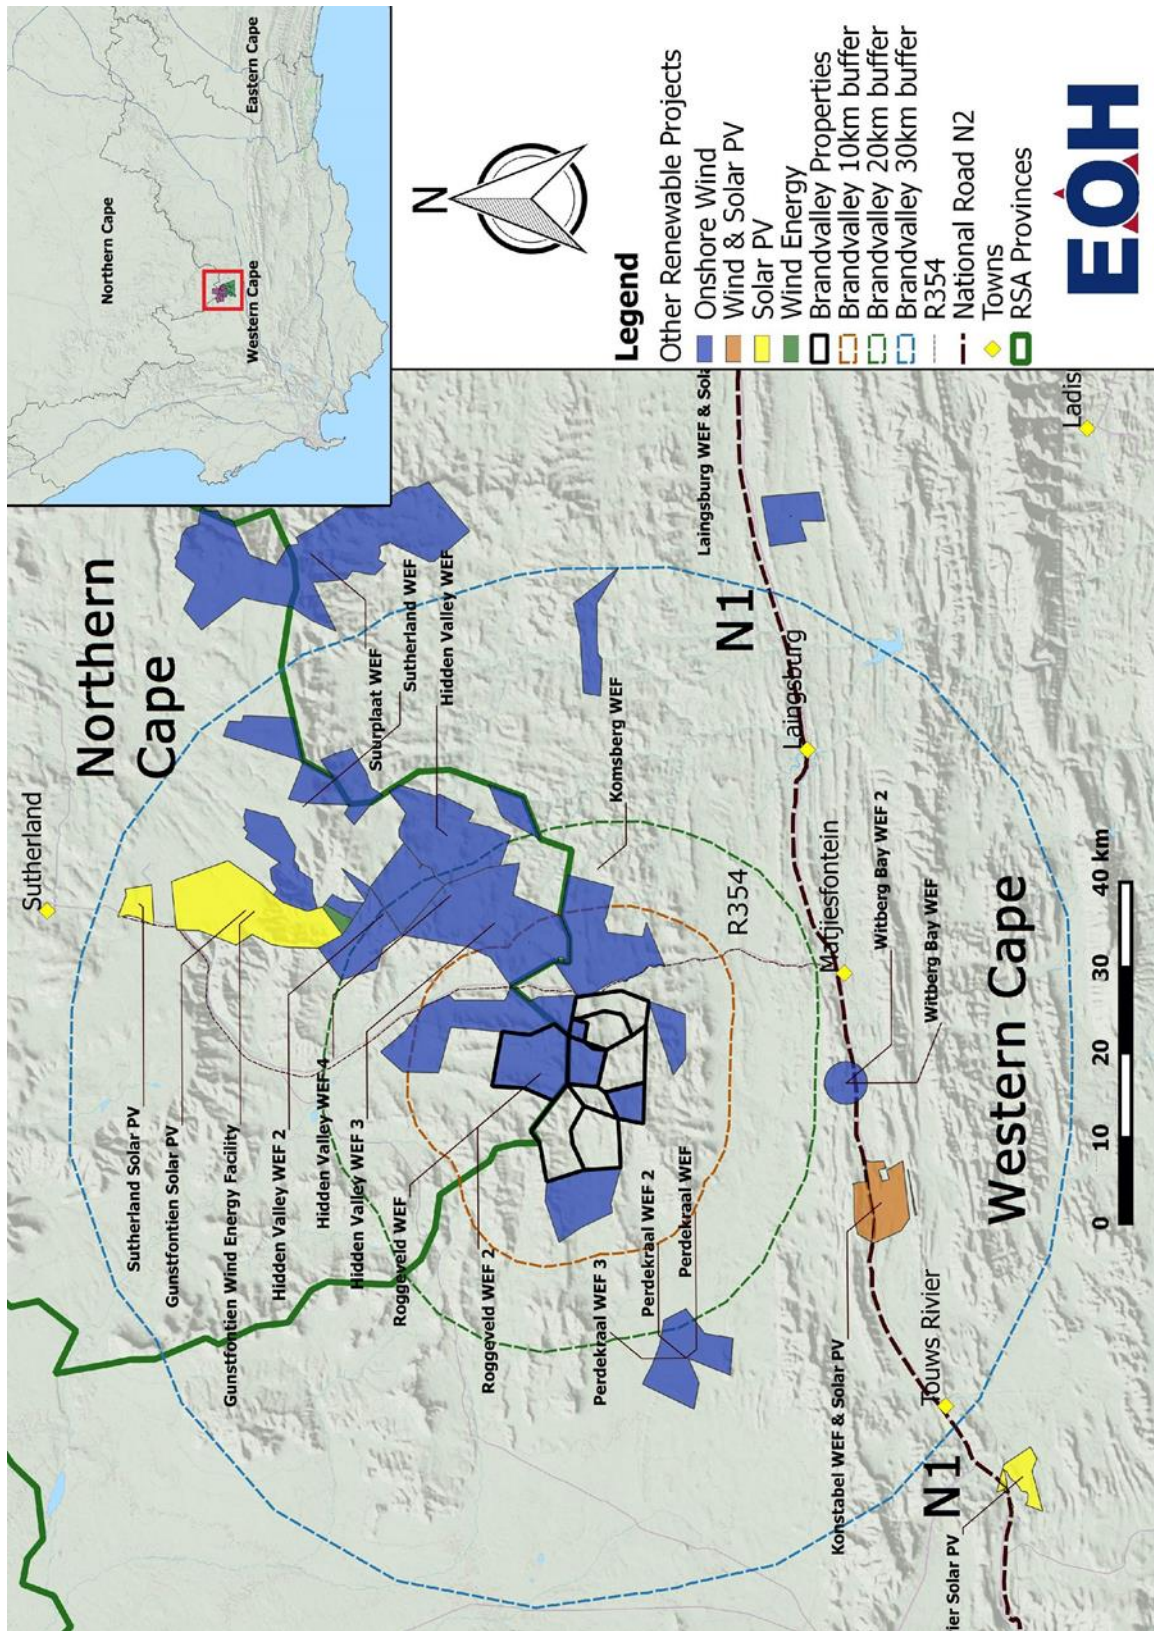 Northern Cape
Eastern Cape
Western Cape
N
Legend
Other Renewable Projects
Onshore Wind
Wind & Solar PV
Solar PV
Wind Energy
Brandvalley Properties
Brandvalley 10km buffer
Brandvalley 20km buffer
Brandvalley 30km buffer
R354
National Road N2
Towns
RSA Provinces
EOH
Northern
Cape
Sutherland
Sutherland Solar PV
Gunstfontien Solar PV
Gunstfontien Wind Energy Facility
Hidden Valley WEF 2
Hidden Valley WEF 4
Hidden Valley WEF 3
Roggeveld WEF
Roggeveld WEF 2
Perdekraal WEF 3
Perdekraal WEF 2
Perdekraal WEF
Suurplaat WEF
Sutherland WEF
Hidden Valley WEF
Komsberg WEF
Laingsburg WEF & Sola
N1
Laingsburg
R354
Matjiesfontein
Witberg Bay WEF 2
Witberg Bay WEF
Western Cape
Ladis
Konstabel WEF & Solar PV
Touws Rivier
N1
ier Solar PV
0 10 20 30 40 km